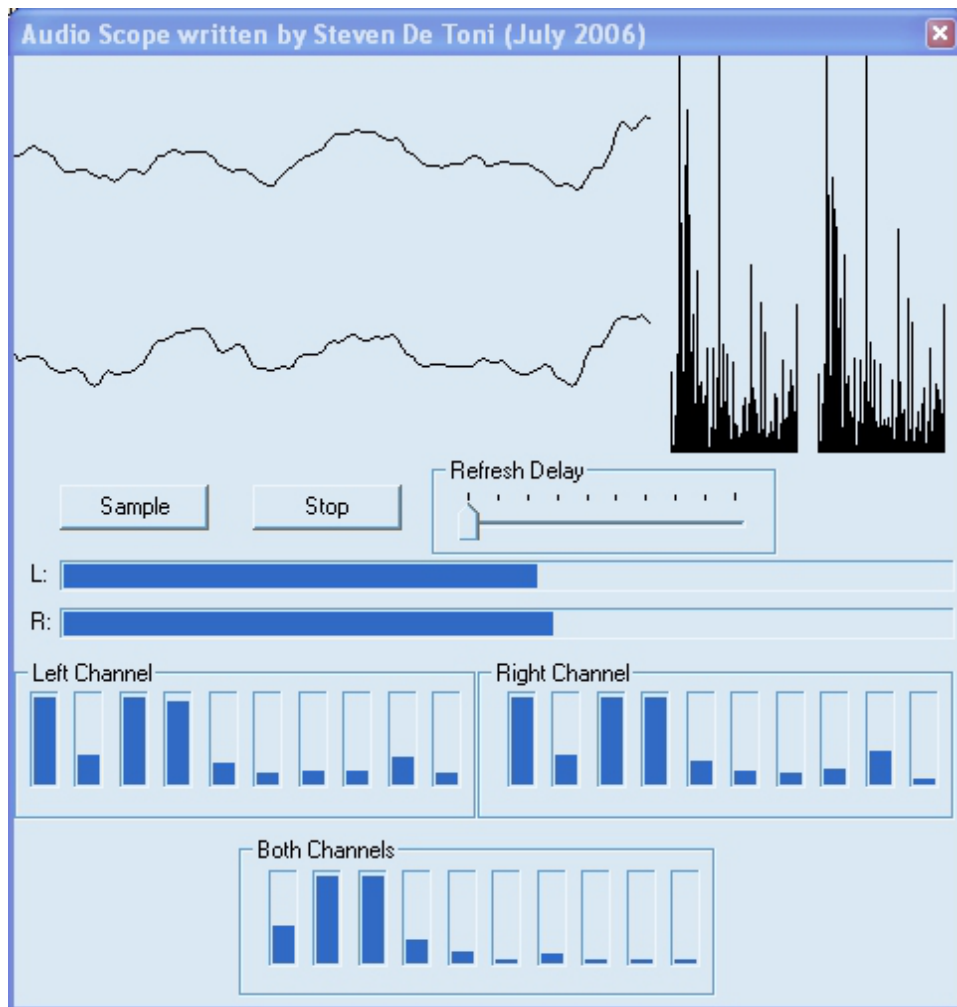 Audio Scope written by Steven De Toni (July 2006)
Refresh Delay
Sample
Stop
L:
R:
Left Channel
Right Channel
Both Channels